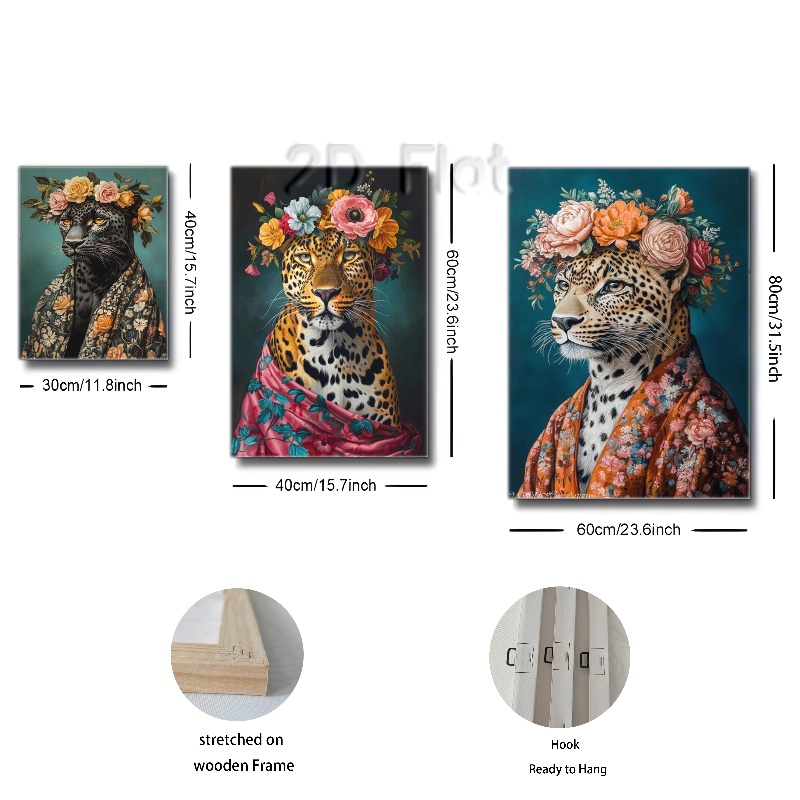 2D Flat
40cm/15.7inch
30cm/11.8inch
60cm/23.6inch
40cm/15.7inch
80cm/31.5inch
60cm/23.6inch
stretched on
wooden Frame
Hook
Ready to Hang